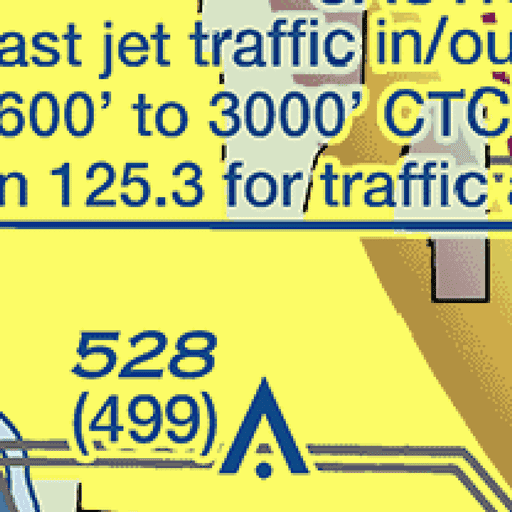 ast jet traffic in/ou
600' to 3000' CTC
n 125.3 for traffic
528
(499)